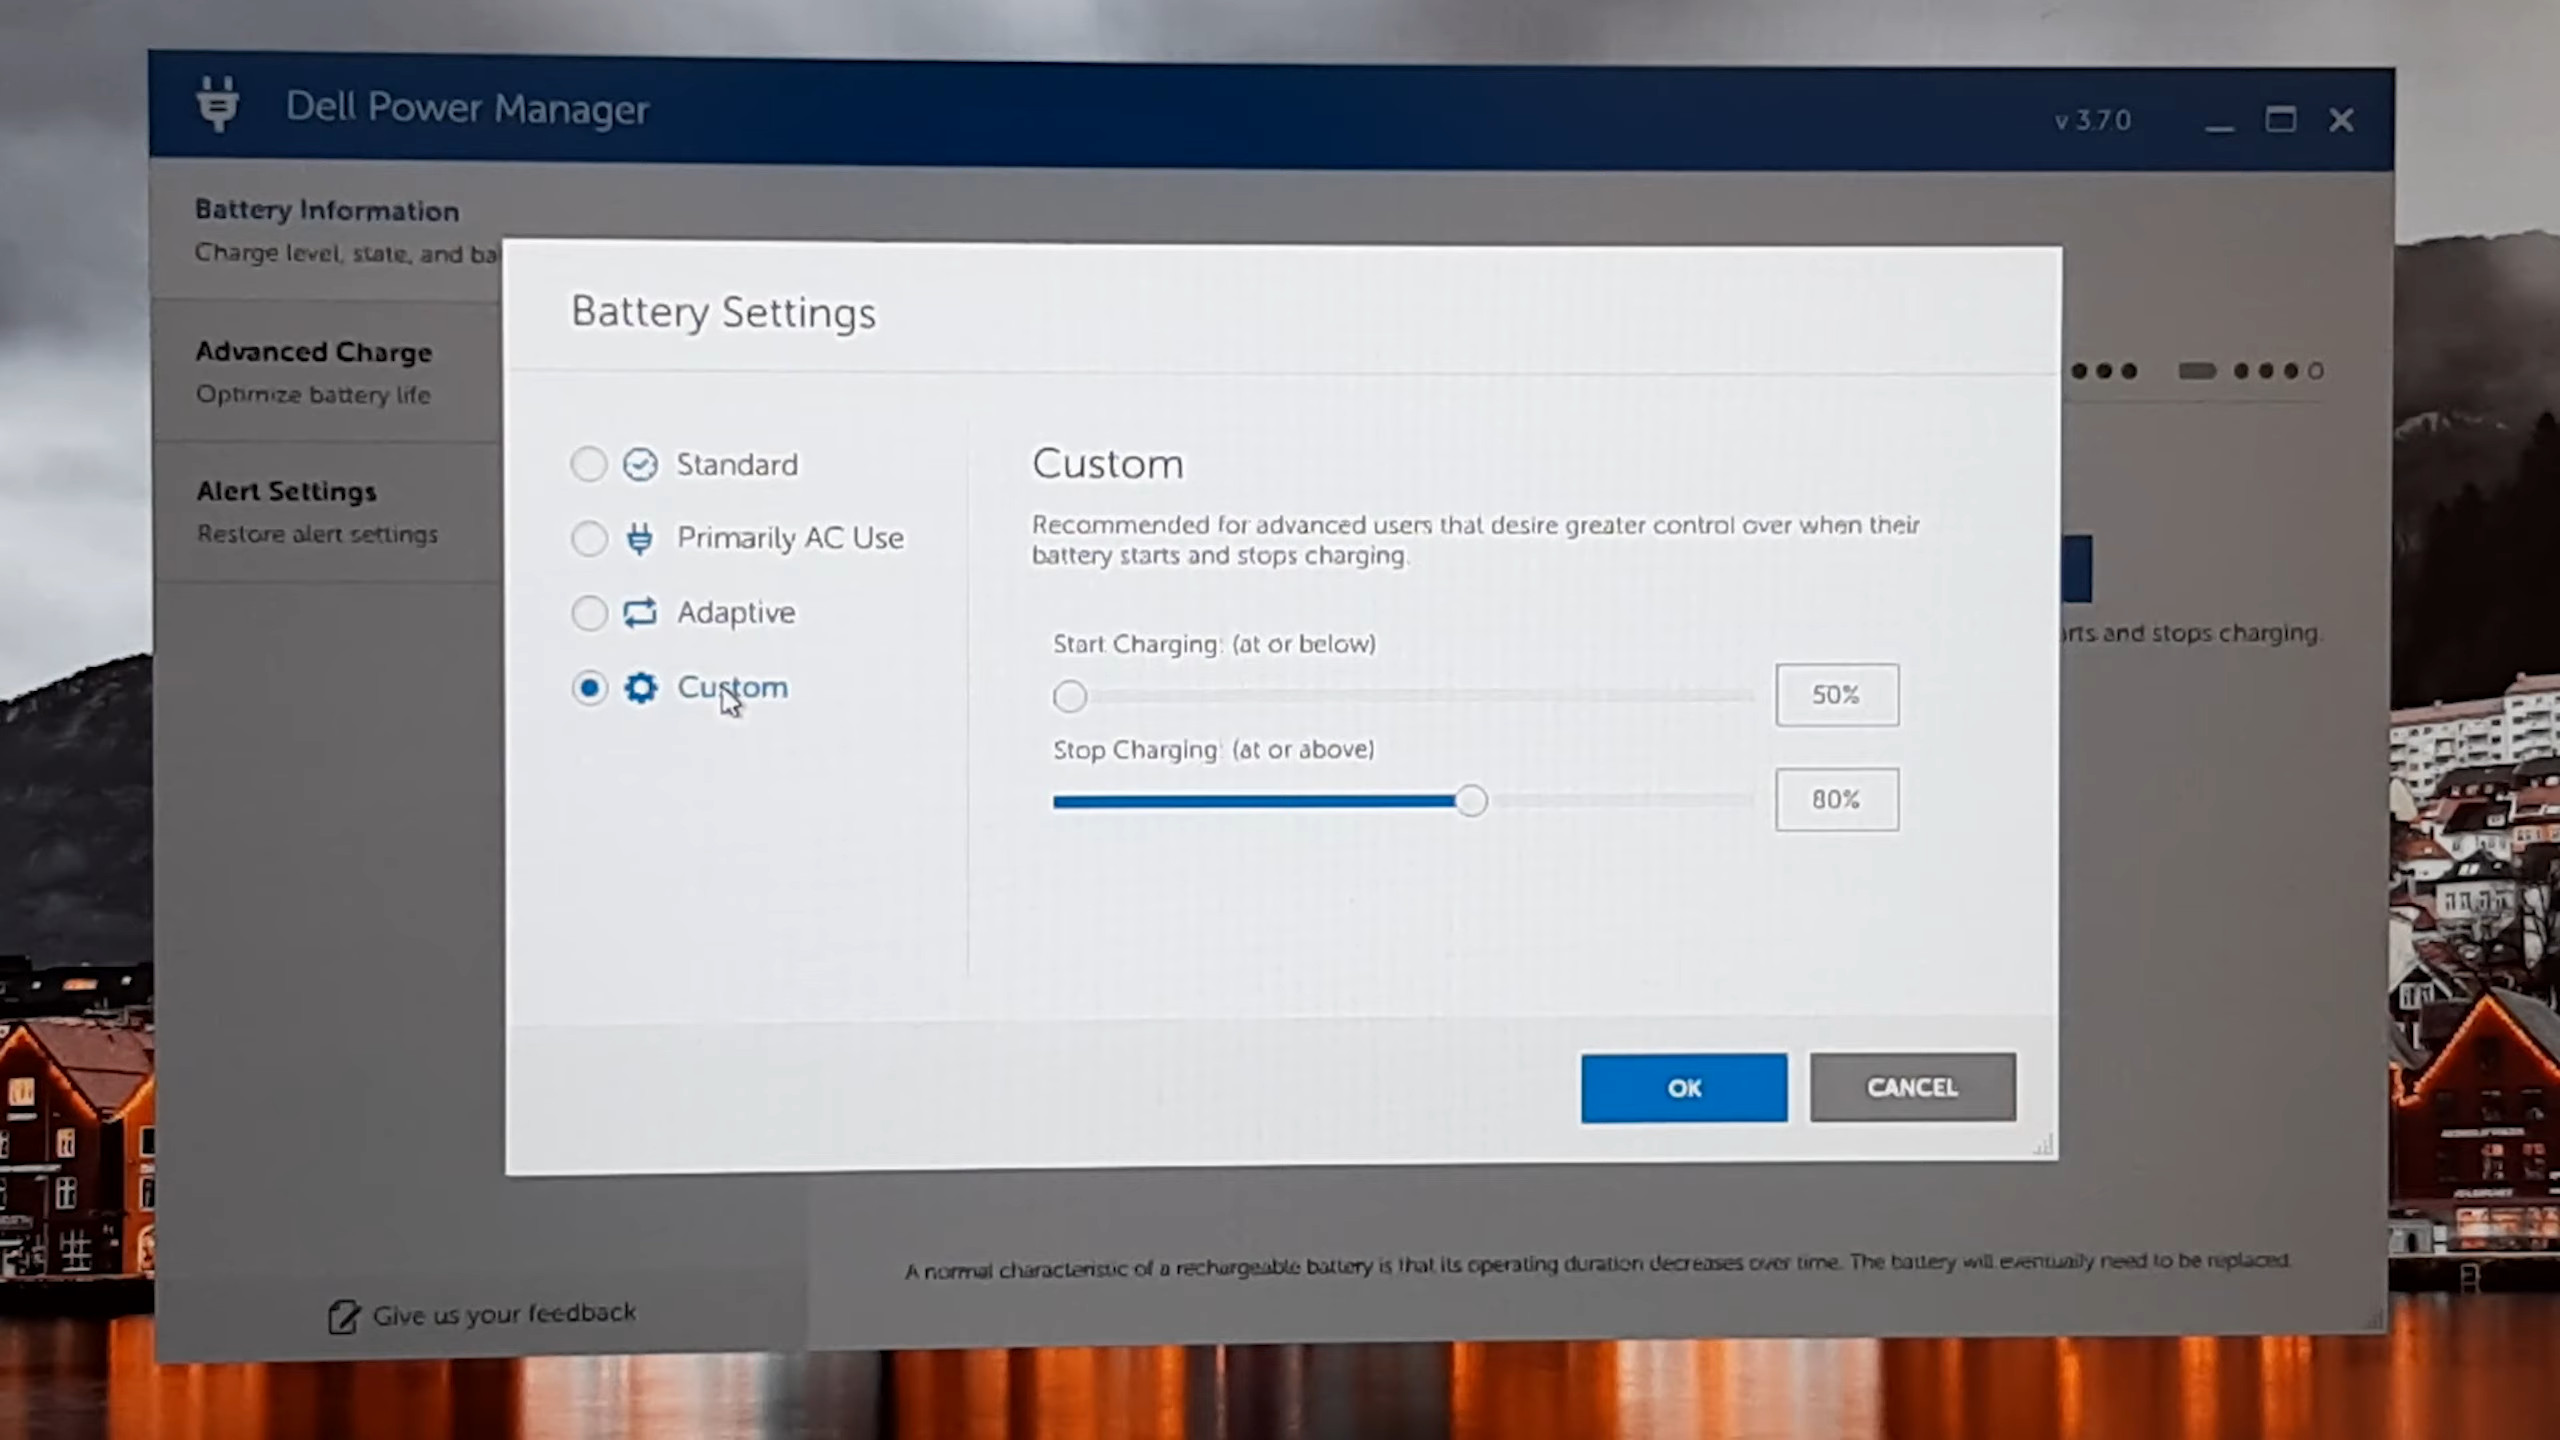 Dell Power Manager
v 3.7.0
Battery Information
Charge level, state, and ba
Advanced Charge
Optimize battery life
Alert Settings
Restore alert settings
Battery Settings
Standard
Primarily AC Use
Adaptive
Custom
Custom
Recommended for advanced users that desire greater control over when their
battery starts and stops charging.
Start Charging: (at or below)
50%
Stop Charging: (at or above)
80%
OK
CANCEL
arts and stops charging.
A normal characteristic of a rechargeable battery is that its operating duration decreases over time. The battery will eventually need to be replaced.
Give us your feedback